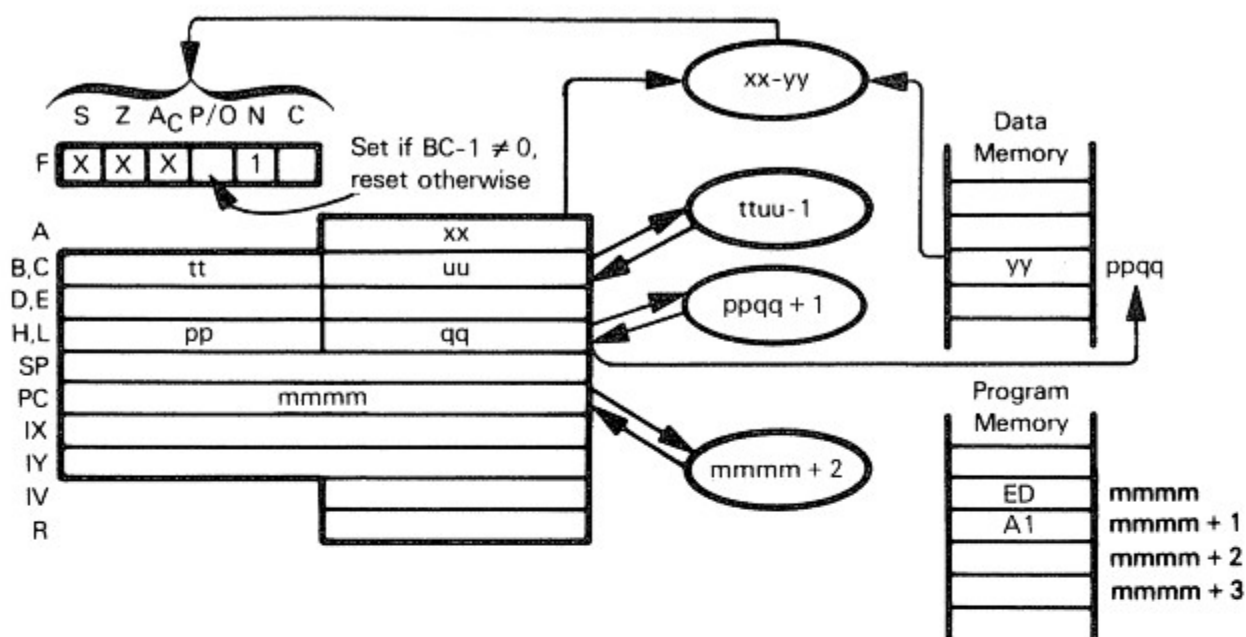 xx-yy
S Z AC P/O N C
F X X X 1
Set if BC-1 ≠ 0,
reset otherwise
Data
Memory
ttuu-1
A xx
B,C tt uu
yy ppqq
D,E
ppqq + 1
H,L pp qq
SP
PC mmmm
Program
Memory
IX
IY
mmmm + 2
IV
ED mmmm
R
A1 mmmm + 1
mmmm + 2
mmmm + 3